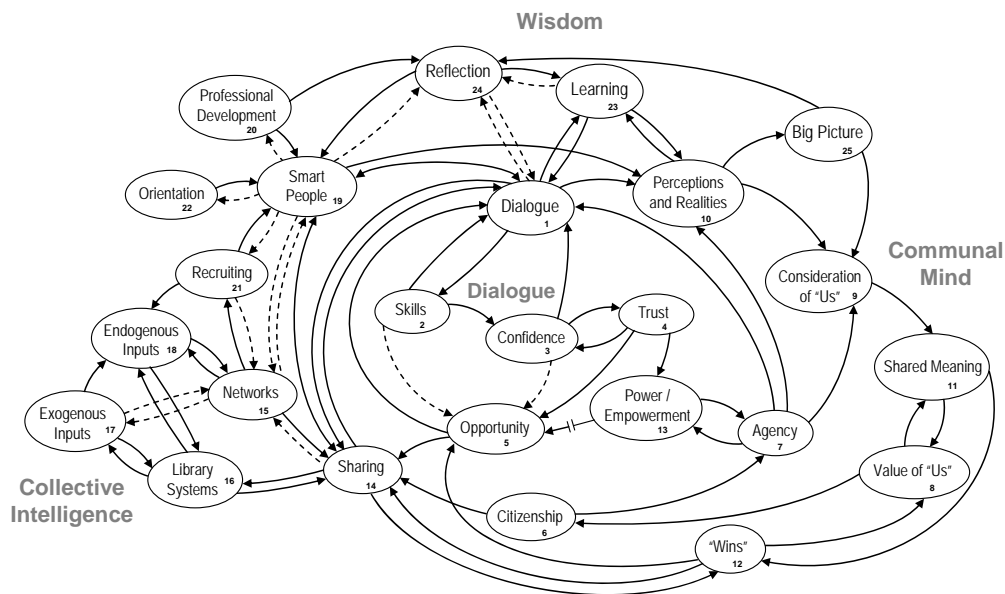 Wisdom
Reflection
24
Learning
23
Professional
Development
20
Big Picture
25
Smart
People
19
Orientation
22
Perceptions
and Realities
10
Dialogue
1
Communal
Mind
Recruiting
21
Consideration
of "Us"
9
Dialogue
Skills
2
Trust
4
Confidence
3
Endogenous
Inputs
18
Shared Meaning
11
Networks
15
Power /
Empowerment
13
Exogenous
Inputs
17
Opportunity
5
Agency
7
Library
Systems
16
Sharing
14
Value of "Us"
8
Collective
Intelligence
Citizenship
6
"Wins"
12